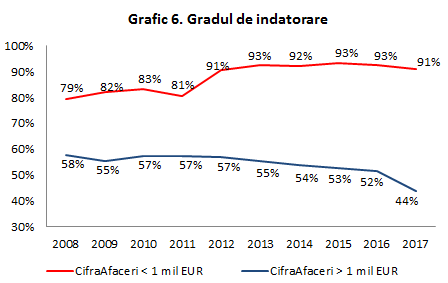 Grafic 6. Gradul de indatorare
100%
90%
80%
70%
60%
50%
40%
30%
79% 82% 83% 81% 91% 93% 92% 93% 93% 91%
58% 55% 57% 57% 57% 55% 54% 53% 52% 44%
2008 2009 2010 2011 2012 2013 2014 2015 2016 2017
CifraAfaceri < 1 mil EUR CifraAfaceri > 1 mil EUR